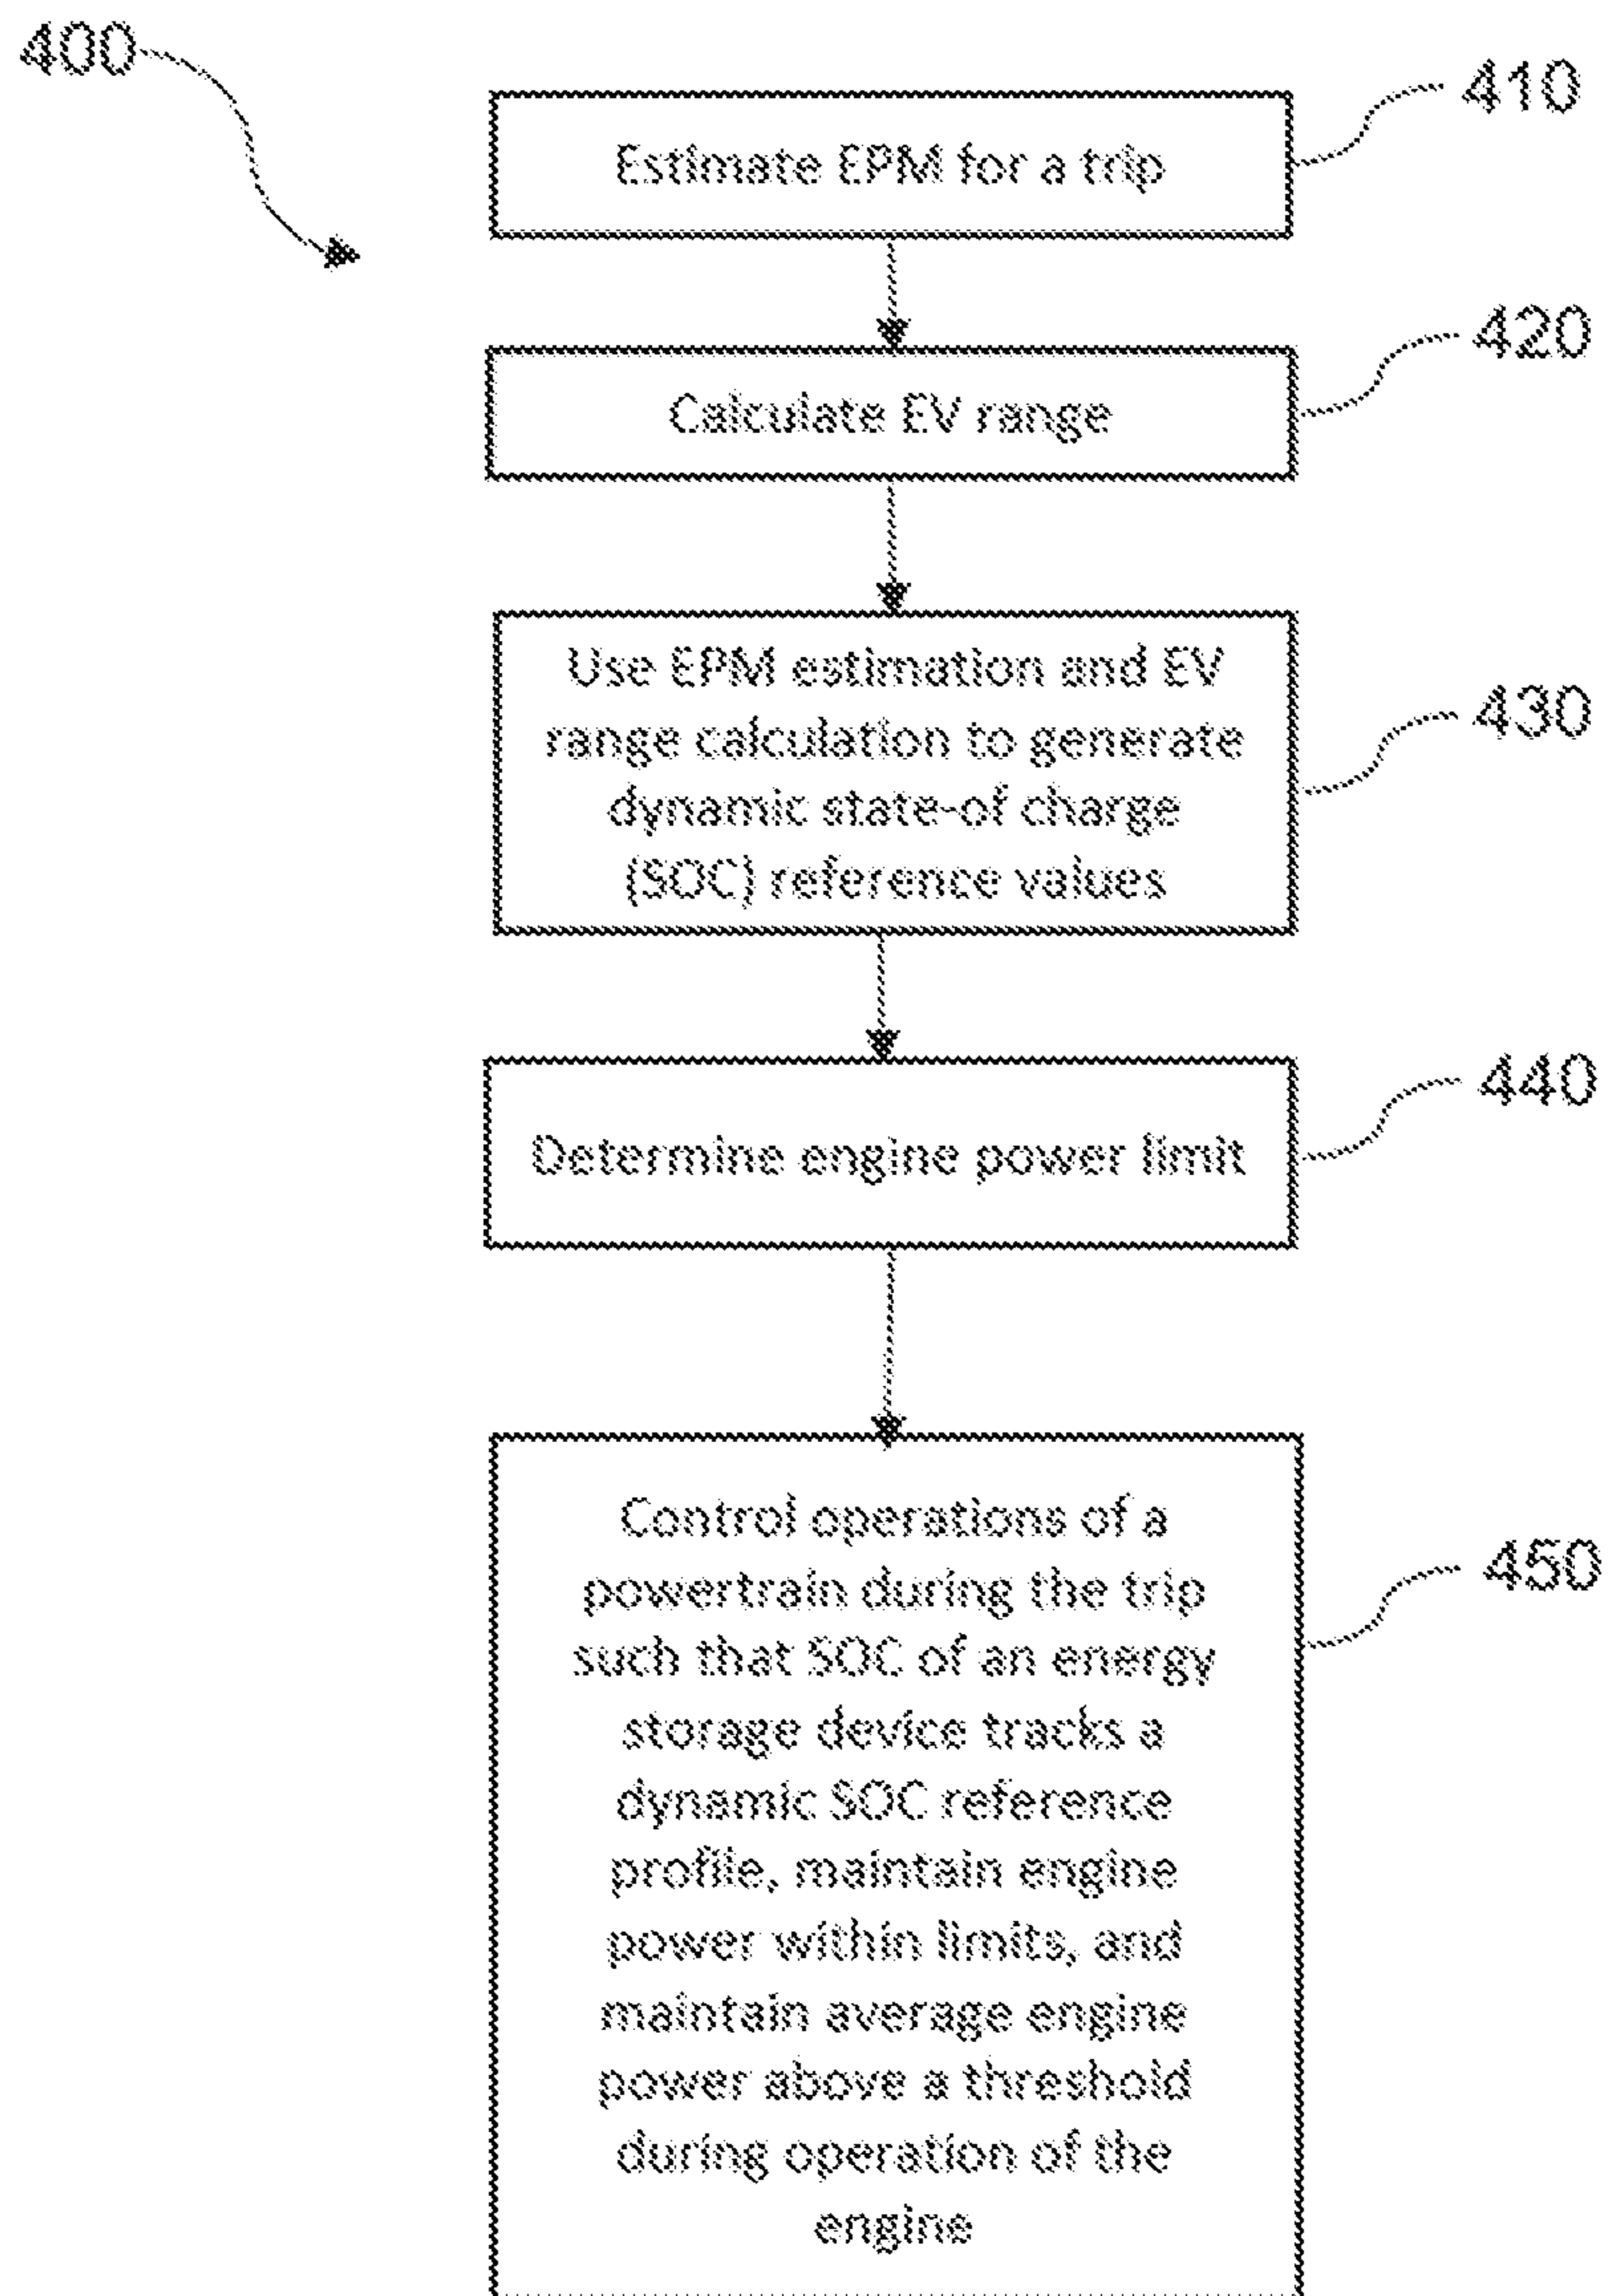 400
410
Estimate EPM for a trip
420
Calculate EV range
430
Use EPM estimation and EV
range calculation to generate
dynamic state-of charge
(SOC) reference values
440
Determine engine power limit
450
Control operations of a
powertrain during the trip
such that SOC of an energy
storage device tracks a
dynamic SOC reference
profile, maintain engine
power within limits, and
maintain average engine
power above a threshold
during operation of the
engine